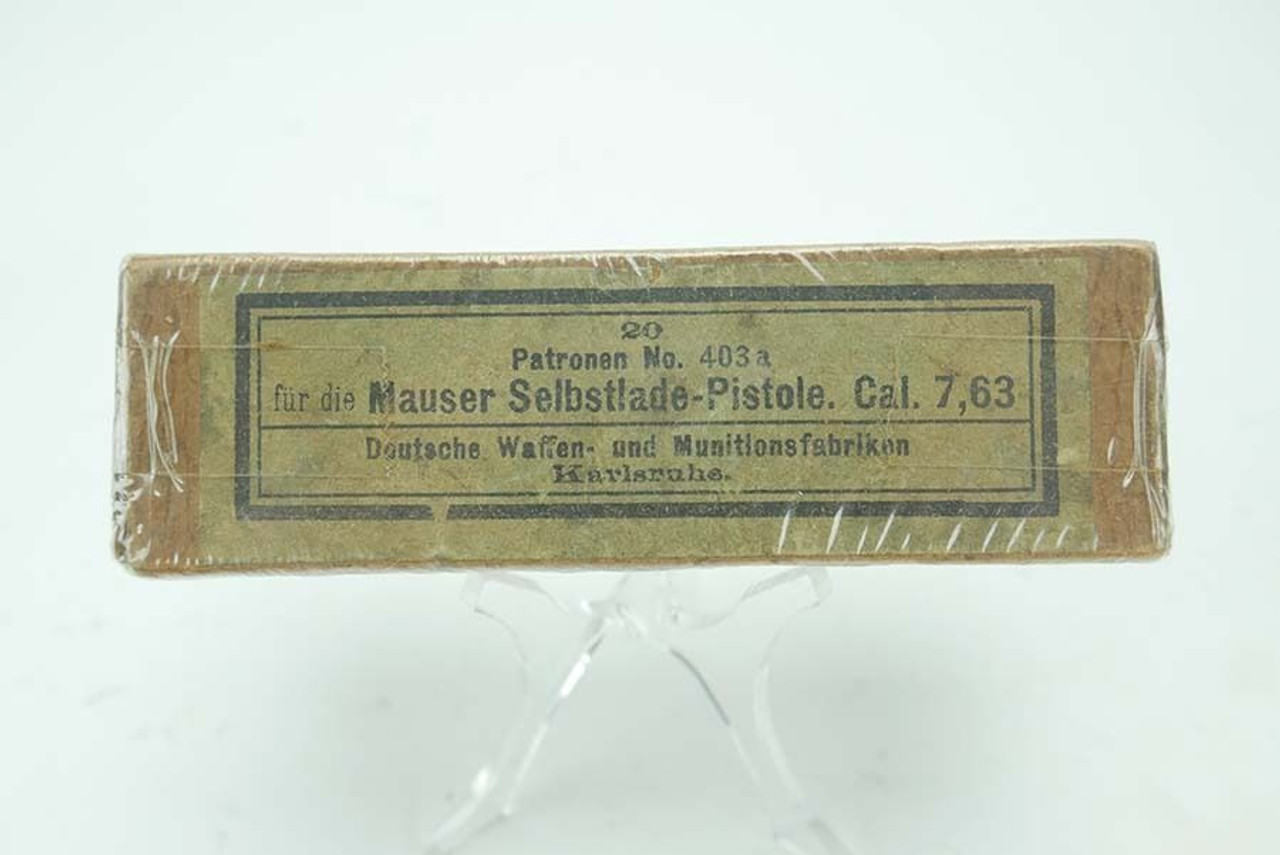 20
Patronen No. 403a
für die Mauser Selbstlade-Pistole. Cal. 7,63
Deutsche Waffen- und Munitionsfabriken
Karlsruhe.